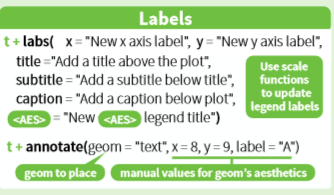 Labels
t + labs( x = "New x axis label", y = "New y axis label",
title ="Add a title above the plot",
subtitle = "Add a subtitle below title",
caption = "Add a caption below plot",
<AES> = "New <AES> legend title")
Use scale
functions
to update
legend labels
t + annotate(geom = "text", x = 8, y = 9, label = "A")
geom to place
manual values for geom's aesthetics